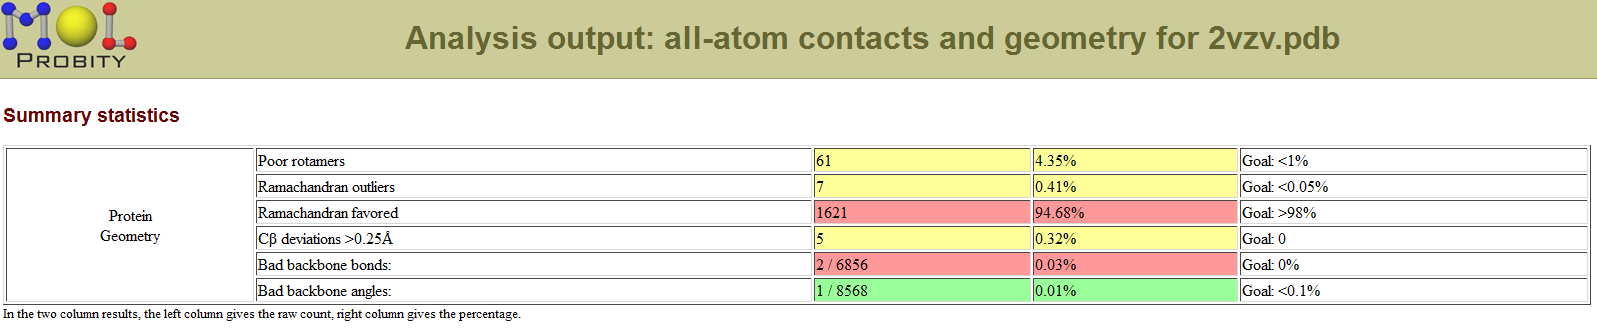 MOL
PROBITY
Analysis output: all-atom contacts and geometry for 2vzv.pdb
Summary statistics
Protein
Geometry
Poor rotamers 61 4.35% Goal: <1%
Ramachandran outliers 7 0.41% Goal: <0.05%
Ramachandran favored 1621 94.68% Goal: >98%
Cβ deviations >0.25Å 5 0.32% Goal: 0
Bad backbone bonds: 2 / 6856 0.03% Goal: 0%
Bad backbone angles: 1 / 8568 0.01% Goal: <0.1%
In the two column results, the left column gives the raw count, right column gives the percentage.